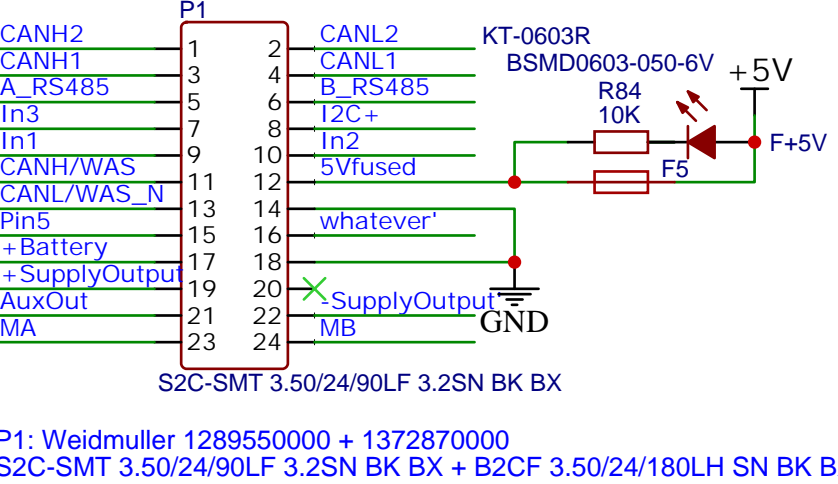 P1
CANH2 1 2 CANL2 KT-0603R
CANH1 3 4 CANL1 BSMD0603-050-6V +5V
A_RS485 5 6 B_RS485 R84
In3 7 8 I2C+ 10K
In1 9 10 In2 F+5V
CANH/WAS 11 12 5Vfused F5
CANL/WAS_N 13 14
Pin5 15 16 whatever'
+Battery 17 18
+SupplyOutput 19 20
AuxOut 21 22 -SupplyOutput' GND
MA 23 24 MB
S2C-SMT 3.50/24/90LF 3.2SN BK BX
P1: Weidmuller 1289550000 + 1372870000
S2C-SMT 3.50/24/90LF 3.2SN BK BX + B2CF 3.50/24/180LH SN BK B